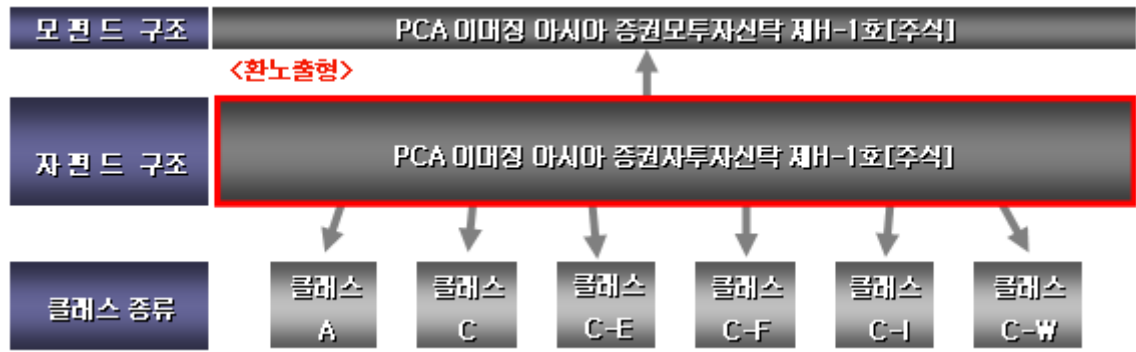 모 펀 드 구조
PCA 이머징 아시아 증권모투자신탁 제H-1호[주식]
<환노출형>
자 펀 드 구조
PCA 이머징 아시아 증권자투자신탁 제H-1호[주식]
클래스 종류
클래스
A
클래스
C
클래스
C-E
클래스
C-F
클래스
C-I
클래스
C-W